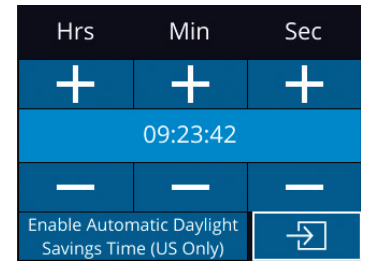 Hrs Min Sec
09:23:42
Enable Automatic Daylight
Savings Time (US Only)